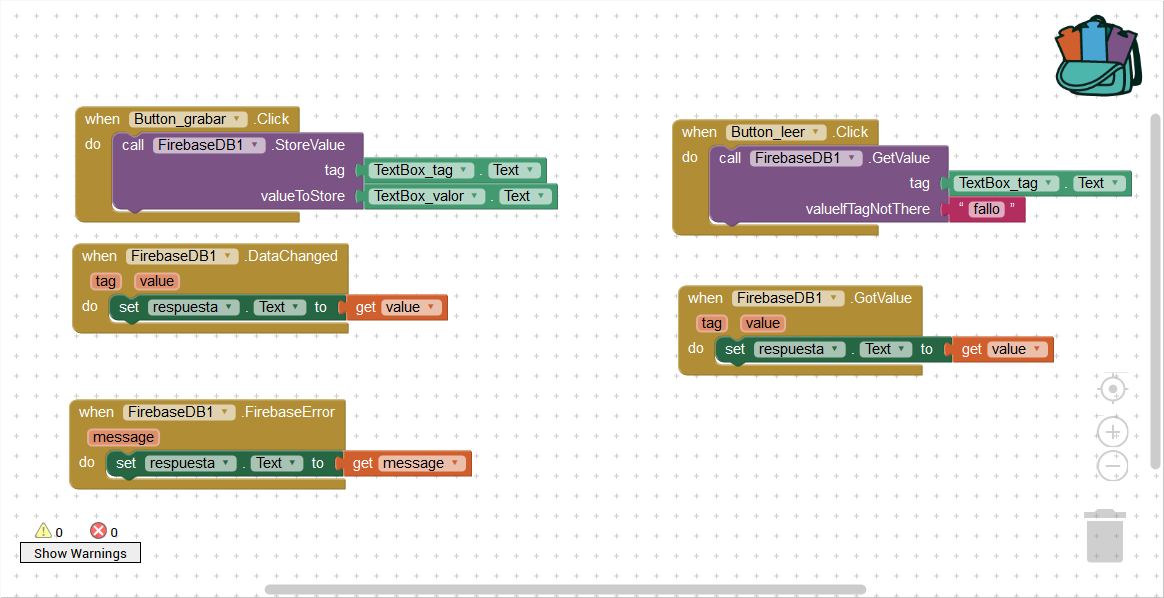 when Button_grabar .Click
do call FirebaseDB1 .StoreValue
tag TextBox_tag . Text
valueToStore TextBox_valor . Text
when FirebaseDB1 .DataChanged
tag value
do set respuesta . Text to get value
when FirebaseDB1 .FirebaseError
message
do set respuesta . Text to get message
when Button_leer .Click
do call FirebaseDB1 .GetValue
tag TextBox_tag . Text
valueIfTagNotThere “ fallo ”
when FirebaseDB1 .GotValue
tag value
do set respuesta . Text to get value
0 0
Show Warnings